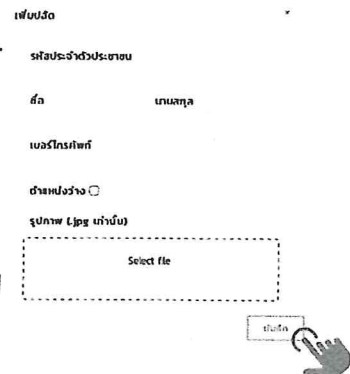 เพิ่มปลัด
รหัสประจำตัวประชาชน
ชื่อ นามสกุล
เบอร์โทรศัพท์
ตำแหน่งว่าง
รูปภาพ (.jpg เท่านั้น)
Select file
บันทึก